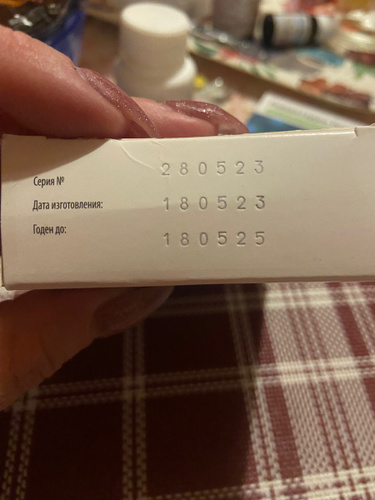 Серия № 280523
Дата изготовления: 180523
Годен до: 180525